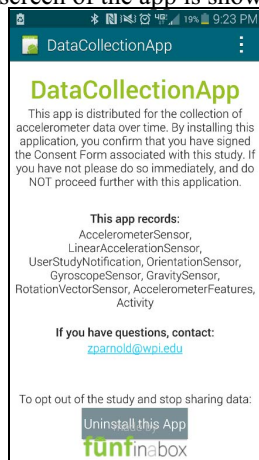 screen of the app is show
19% 9:23 PM
DataCollectionApp
DataCollectionApp
This app is distributed for the collection of
accelerometer data over time. By installing this
application, you confirm that you have signed
the Consent Form associated with this study. If
you have not please do so immediately, and do
NOT proceed further with this application.
This app records:
AccelerometerSensor,
LinearAccelerationSensor,
UserStudyNotification, OrientationSensor,
GyroscopeSensor, GravitySensor,
RotationVectorSensor, AccelerometerFeatures,
Activity
If you have questions, contact:
zparnold@wpi.edu
To opt out of the study and stop sharing data:
Uninstall this App
funfinabox